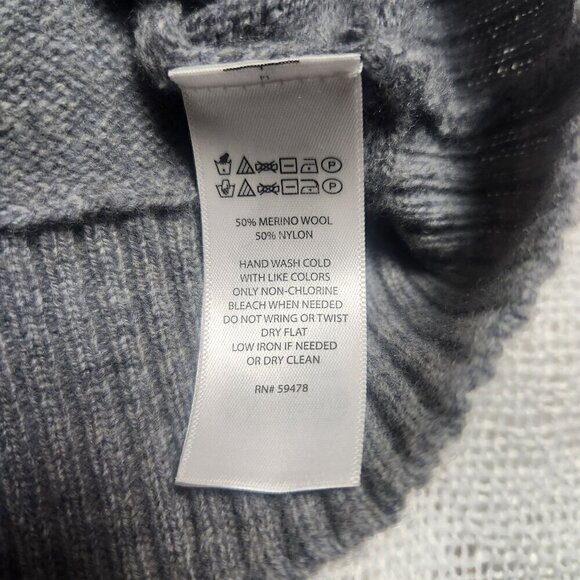 50% MERINO WOOL
50% NYLON
HAND WASH COLD
WITH LIKE COLORS
ONLY NON-CHLORINE
BLEACH WHEN NEEDED
DO NOT WRING OR TWIST
DRY FLAT
LOW IRON IF NEEDED
OR DRY CLEAN
RN# 59478